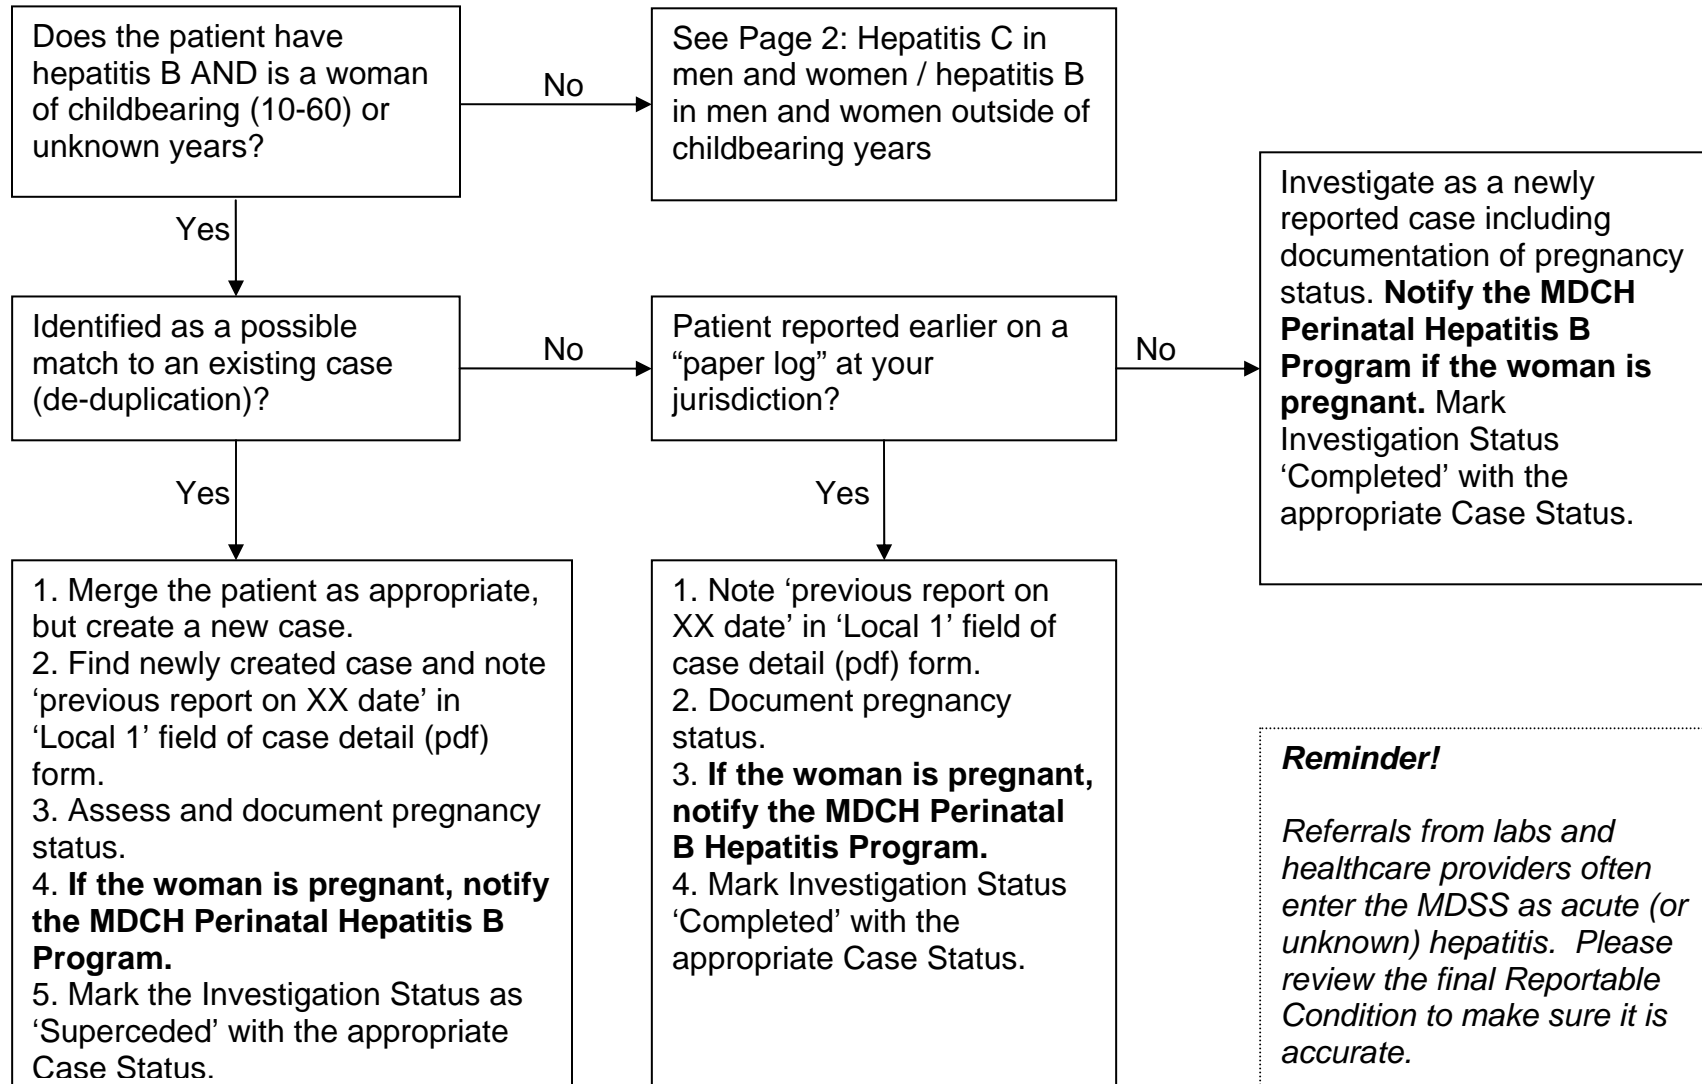 Does the patient have
hepatitis B AND is a woman
of childbearing (10-60) or
unknown years?
No
See Page 2: Hepatitis C in
men and women / hepatitis B
in men and women outside of
childbearing years
Yes
Identified as a possible
match to an existing case
(de-duplication)?
No
Patient reported earlier on a
“paper log” at your
jurisdiction?
No
Investigate as a newly
reported case including
documentation of pregnancy
status. Notify the MDCH
Perinatal Hepatitis B
Program if the woman is
pregnant. Mark
Investigation Status
‘Completed’ with the
appropriate Case Status.
Yes
Yes
1. Merge the patient as appropriate,
but create a new case.
2. Find newly created case and note
‘previous report on XX date’ in
‘Local 1’ field of case detail (pdf)
form.
3. Assess and document pregnancy
status.
4. If the woman is pregnant, notify
the MDCH Perinatal Hepatitis B
Program.
5. Mark the Investigation Status as
‘Superceded’ with the appropriate
Case Status.
1. Note ‘previous report on
XX date’ in ‘Local 1’ field of
case detail (pdf) form.
2. Document pregnancy
status.
3. If the woman is pregnant,
notify the MDCH Perinatal
B Hepatitis Program.
4. Mark Investigation Status
‘Completed’ with the
appropriate Case Status.
Reminder!
Referrals from labs and
healthcare providers often
enter the MDSS as acute (or
unknown) hepatitis.  Please
review the final Reportable
Condition to make sure it is
accurate.